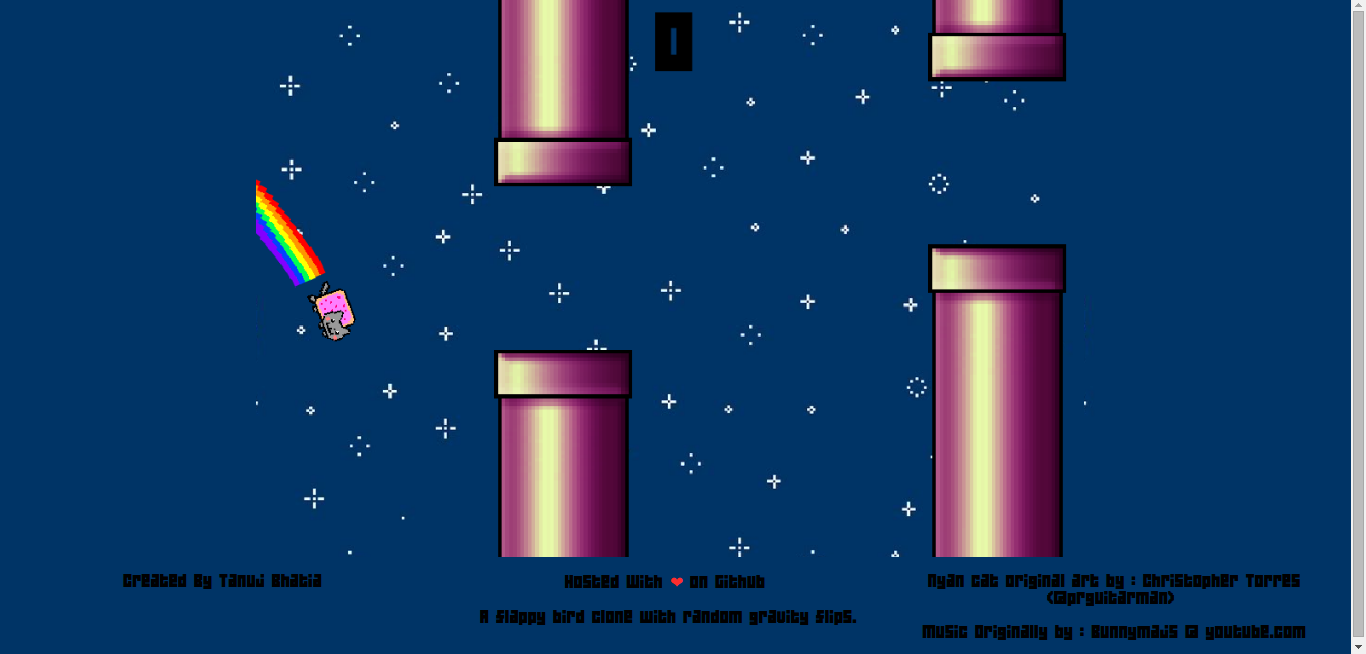 0
Created By Tanuj Bhatia
Hosted With ❤ on Github
A flappy bird clone with random gravity flips.
Nyan cat original art by : Christopher Torres
(@prguitarman)
Music Originally by : Bunnymajs @ youtube.com